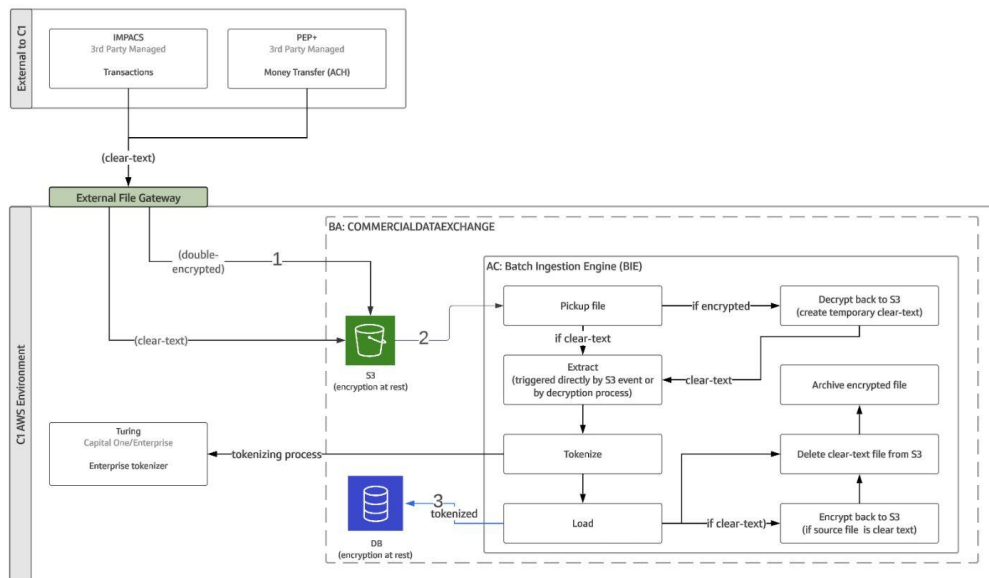 External to C1
IMPACS
3rd Party Managed
Transactions
PEP+
3rd Party Managed
Money Transfer (ACH)
(clear-text)
External File Gateway
C1 AWS Environment
BA: COMMERCIALDATAEXCHANGE
(double-
encrypted)
1
(clear-text)
S3
(encryption at rest)
2
AC: Batch Ingestion Engine (BIE)
Pickup file
if encrypted
Decrypt back to S3
(create temporary clear-text)
if clear-text
Extract
(triggered directly by S3 event or
by decryption process)
clear-text
Archive encrypted file
Turing
Capital One/Enterprise
Enterprise tokenizer
tokenizing process
Tokenize
Delete clear-text file from S3
3
tokenized
DB
(encryption at rest)
Load
if clear-text)
Encrypt back to S3
(if source file is clear text)